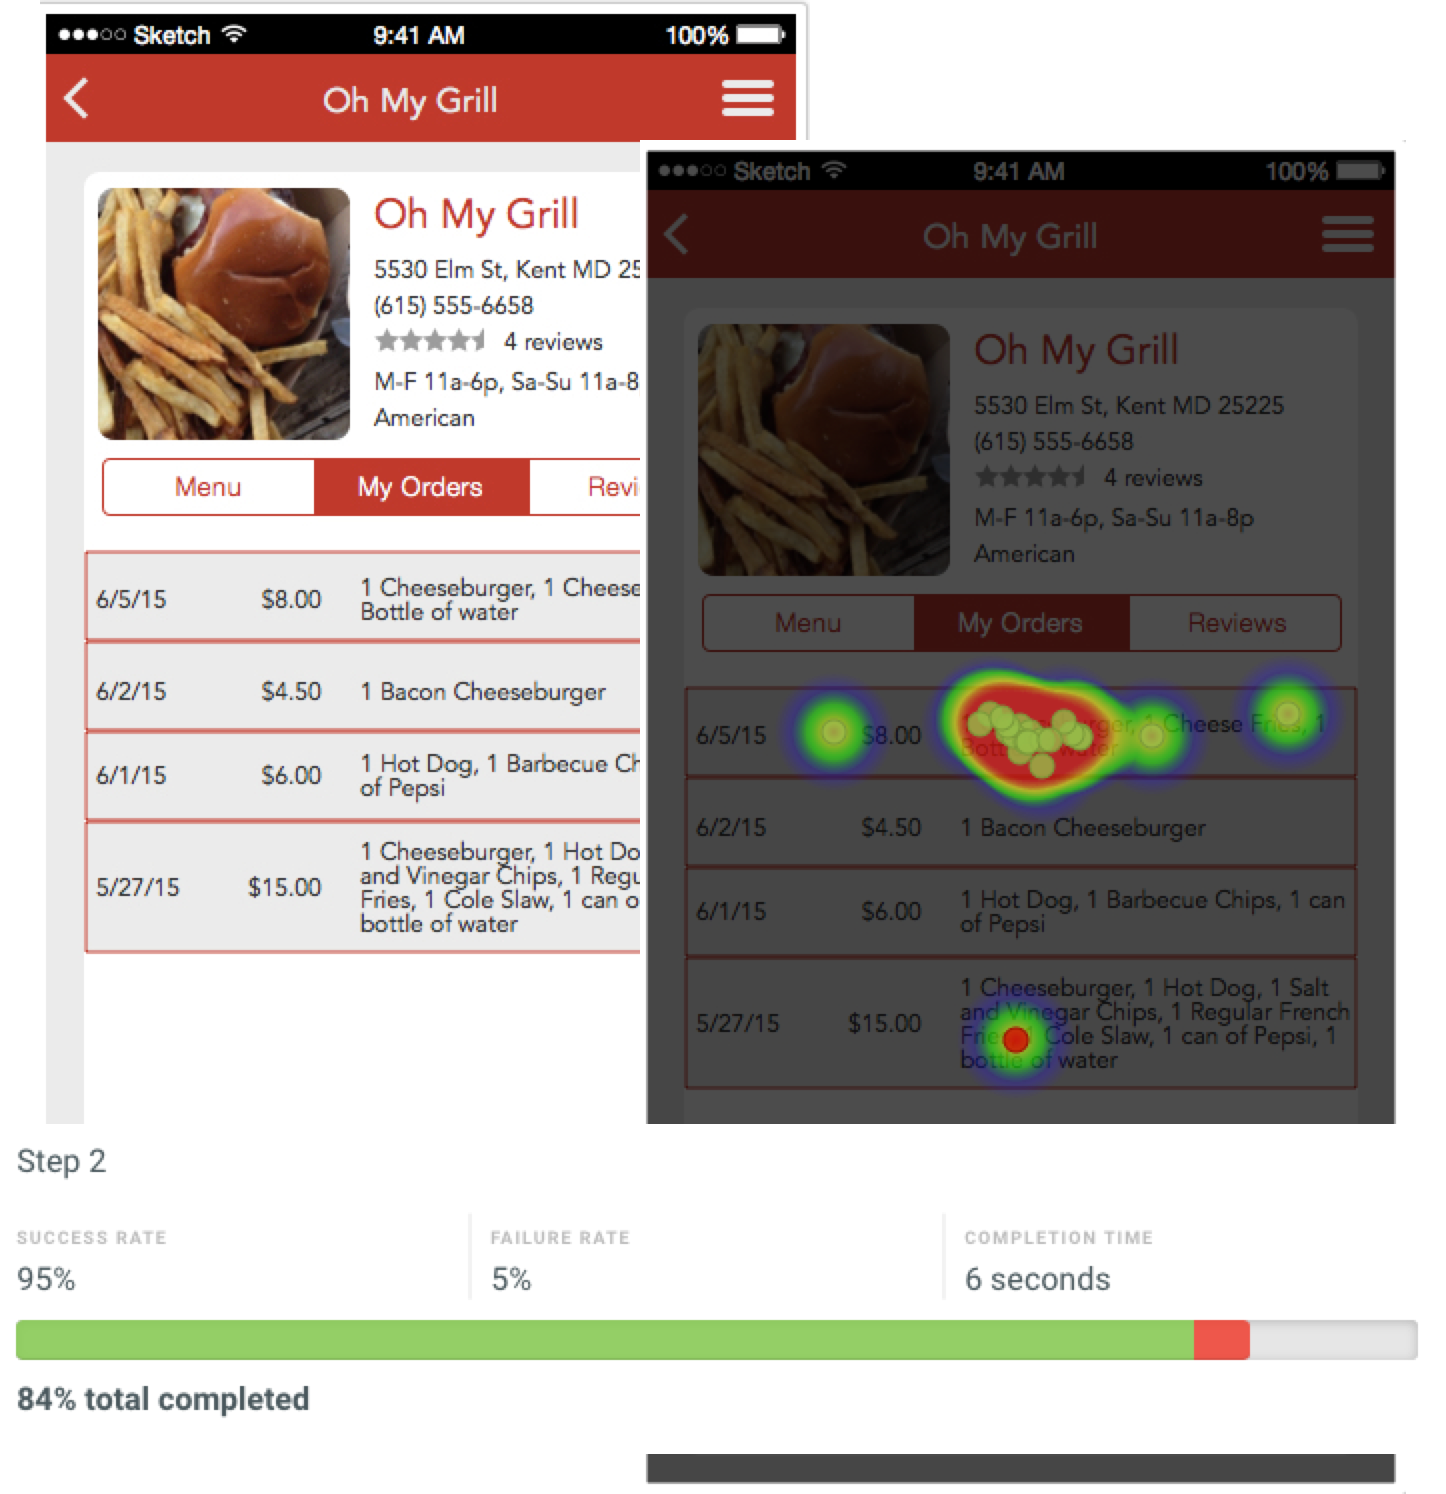 Sketch 9:41 AM 100%
Oh My Grill
Oh My Grill
5530 Elm St, Kent MD 25
(615) 555-6658
4 reviews
M-F 11a-6p, Sa-Su 11a-8
American
Menu My Orders Revi
6/5/15 $8.00 1 Cheeseburger, 1 Cheese
Bottle of water
6/2/15 $4.50 1 Bacon Cheeseburger
6/1/15 $6.00 1 Hot Dog, 1 Barbecue Ch
of Pepsi
5/27/15 $15.00 1 Cheeseburger, 1 Hot Do
and Vinegar Chips, 1 Regu
Fries, 1 Cole Slaw, 1 can o
bottle of water
Sketch 9:41 AM 100%
Oh My Grill
Oh My Grill
5530 Elm St, Kent MD 25225
(615) 555-6658
4 reviews
M-F 11a-6p, Sa-Su 11a-8p
American
Menu My Orders Reviews
6/5/15 $8.00 1 Cheeseburger, 1 Cheese Fries, 1
Bottle of water
6/2/15 $4.50 1 Bacon Cheeseburger
6/1/15 $6.00 1 Hot Dog, 1 Barbecue Chips, 1 can
of Pepsi
5/27/15 $15.00 1 Cheeseburger, 1 Hot Dog, 1 Salt
and Vinegar Chips, 1 Regular French
Fries, 1 Cole Slaw, 1 can of Pepsi, 1
bottle of water
Step 2
SUCCESS RATE FAILURE RATE COMPLETION TIME
95% 5% 6 seconds
84% total completed